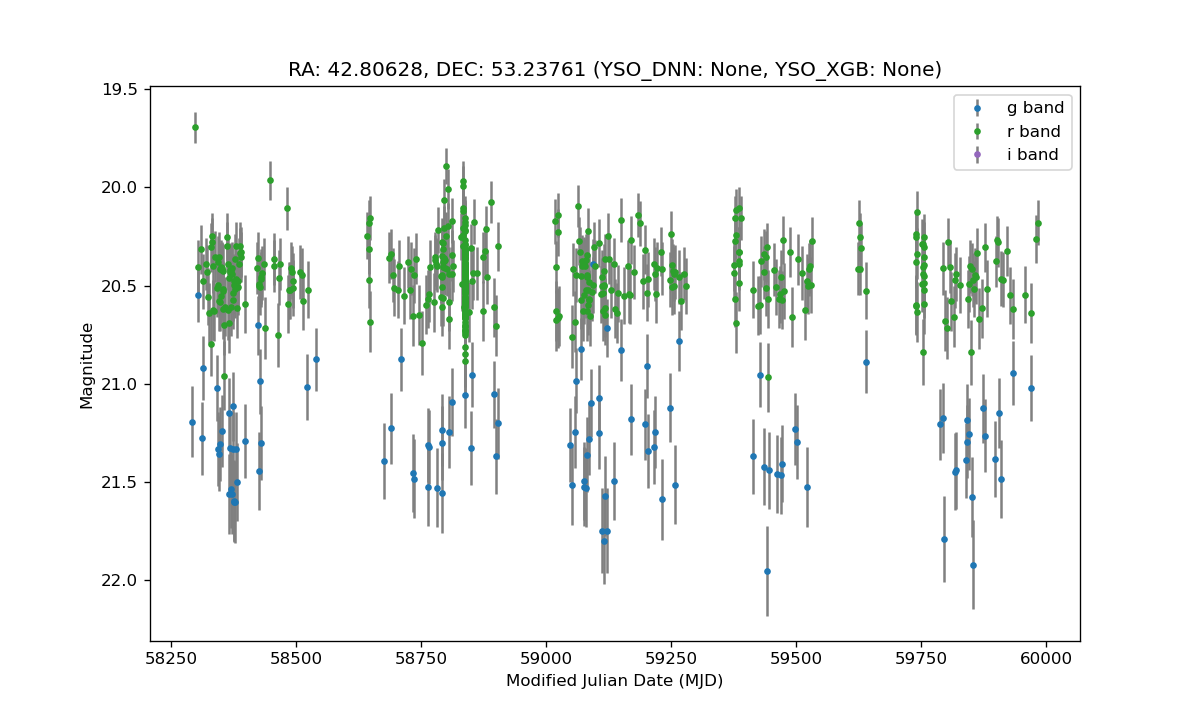 RA: 42.80628, DEC: 53.23761 (YSO_DNN: None, YSO_XGB: None)
g band
r band
i band
19.5
20.0
20.5
21.0
21.5
22.0
Magnitude
58250 58500 58750 59000 59250 59500 59750 60000
Modified Julian Date (MJD)